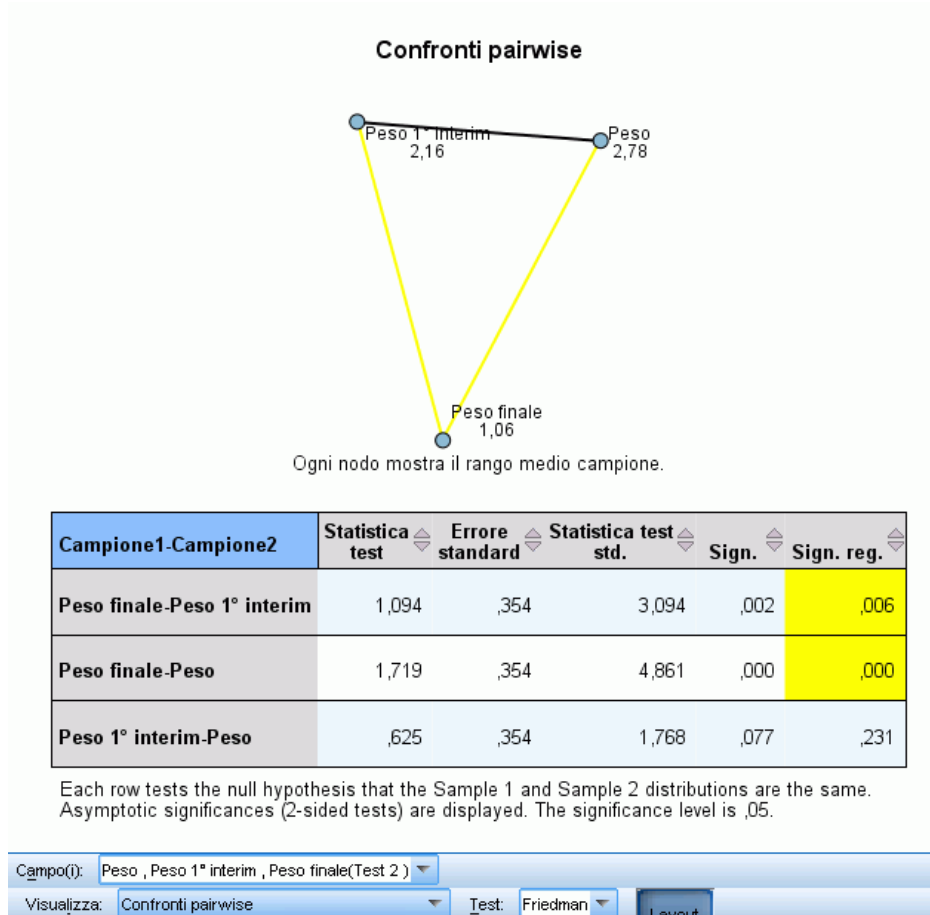 Confronti pairwise
Peso 1° interim
2,16
Peso
2,78
Peso finale
1,06
Ogni nodo mostra il rango medio campione.
Campione1-Campione2 Statistica test Errore standard Statistica test std. Sign. Sign. reg.
Peso finale-Peso 1° interim 1,094 ,354 3,094 ,002 ,006
Peso finale-Peso 1,719 ,354 4,861 ,000 ,000
Peso 1° interim-Peso ,625 ,354 1,768 ,077 ,231
Each row tests the null hypothesis that the Sample 1 and Sample 2 distributions are the same.
Asymptotic significances (2-sided tests) are displayed. The significance level is ,05.
Campo(i): Peso , Peso 1° interim , Peso finale(Test 2 )
Visualizza: Confronti pairwise Test: Friedman Layout